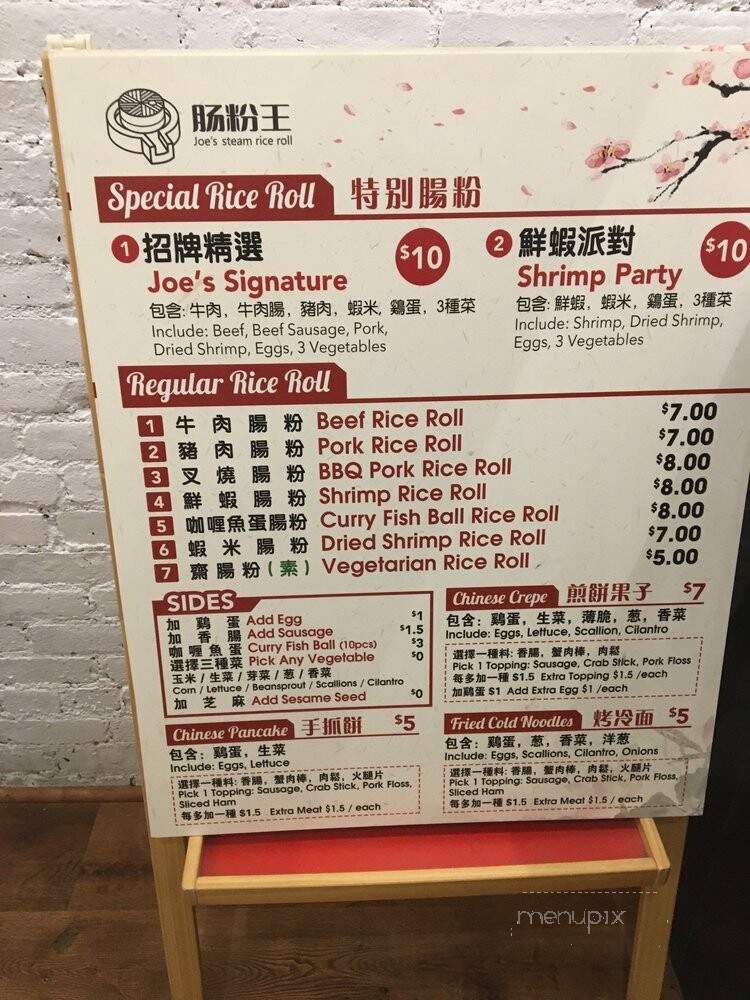 肠粉王
Joe's steam rice roll
Special Rice Roll 特別腸粉
1 招牌精選 $10
Joe's Signature
包含: 牛肉, 牛肉腸, 豬肉, 蝦米, 鷄蛋, 3種菜
Include: Beef, Beef Sausage, Pork,
Dried Shrimp, Eggs, 3 Vegetables
2 鮮蝦派對 $10
Shrimp Party
包含: 鮮蝦, 蝦米, 鷄蛋, 3種菜
Include: Shrimp, Dried Shrimp,
Eggs, 3 Vegetables
Regular Rice Roll
1 牛肉腸粉 Beef Rice Roll $7.00
2 豬肉腸粉 Pork Rice Roll $7.00
3 叉燒腸粉 BBQ Pork Rice Roll $8.00
4 鮮蝦腸粉 Shrimp Rice Roll $8.00
5 咖喱魚蛋腸粉 Curry Fish Ball Rice Roll $8.00
6 蝦米腸粉 Dried Shrimp Rice Roll $7.00
7 齋腸粉(素) Vegetarian Rice Roll $5.00
SIDES
加鷄蛋 Add Egg $1
加香腸 Add Sausage $1.5
咖喱魚蛋 Curry Fish Ball (10pcs) $3
選擇三種菜 Pick Any Vegetable $0
玉米 / 生菜 / 芽菜 / 葱 / 香菜
Corn / Lettuce / Beansprout / Scallions / Cilantro
加芝麻 Add Sesame Seed $0
Chinese Crepe 煎餅果子 $7
包含: 鷄蛋, 生菜, 薄脆, 葱, 香菜
Include: Eggs, Lettuce, Scallion, Cilantro
選擇一種料: 香腸, 蟹肉棒, 肉鬆
Pick 1 Topping: Sausage, Crab Stick, Pork Floss
每多加一種 $1.5 Extra Topping $1.5 /each
加鷄蛋 $1 Add Extra Egg $1 /each
Chinese Pancake 手抓餅 $5
包含: 鷄蛋, 生菜
Include: Eggs, Lettuce
選擇一種料: 香腸, 蟹肉棒, 肉鬆, 火腿片
Pick 1 Topping: Sausage, Crab Stick, Pork Floss,
Sliced Ham
每多加一種 $1.5 Extra Meat $1.5 / each
Fried Cold Noodles 烤冷面 $5
包含: 鷄蛋, 葱, 香菜, 洋葱
Include: Eggs, Scallions, Cilantro, Onions
選擇一種料: 香腸, 蟹肉棒, 肉鬆, 火腿片
Pick 1 Topping: Sausage, Crab Stick, Pork Floss,
Sliced Ham
每多加一種 $1.5 Extra Meat $1.5 / each
menupix